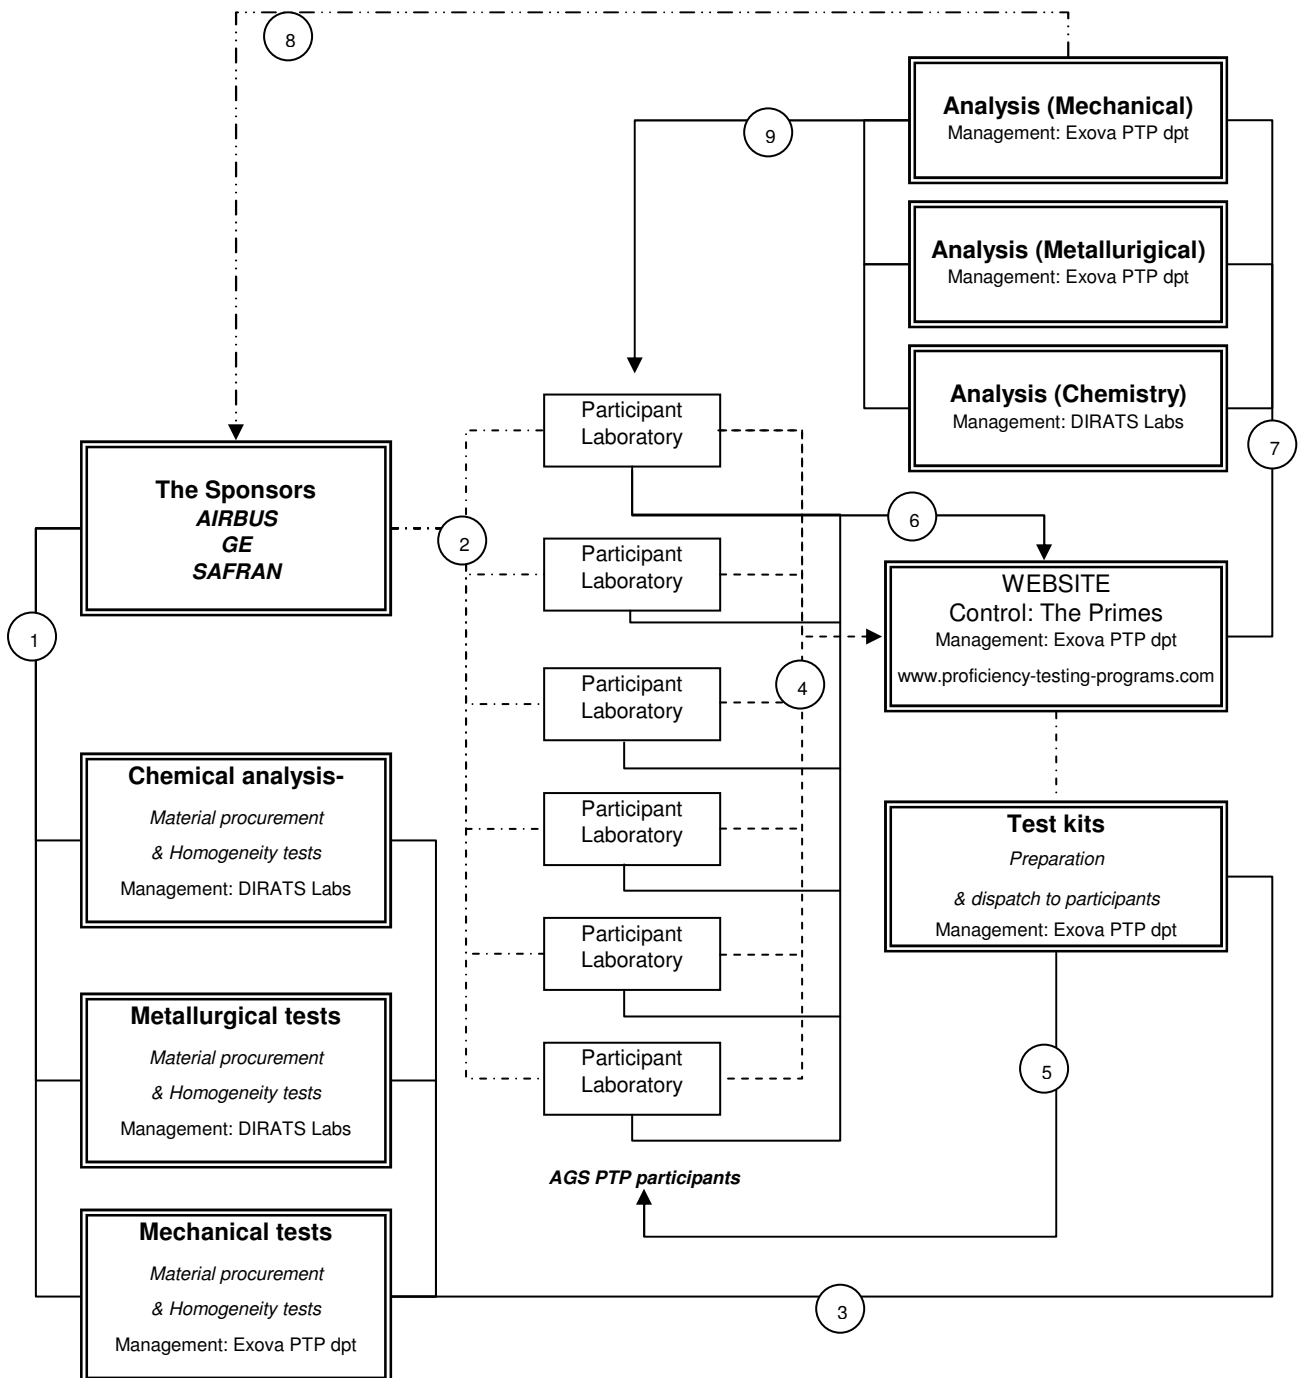 8
Analysis (Mechanical)
Management: Exova PTP dpt
9
Analysis (Metallurigical)
Management: Exova PTP dpt
Analysis (Chemistry)
Management: DIRATS Labs
7
The Sponsors
AIRBUS
GE
SAFRAN
1
2
Participant
Laboratory
Participant
Laboratory
Participant
Laboratory
Participant
Laboratory
Participant
Laboratory
Participant
Laboratory
AGS PTP participants
4
6
WEBSITE
Control: The Primes
Management: Exova PTP dpt
www.proficiency-testing-programs.com
Test kits
Preparation
& dispatch to participants
Management: Exova PTP dpt
5
Chemical analysis-
Material procurement
& Homogeneity tests
Management: DIRATS Labs
Metallurgical tests
Material procurement
& Homogeneity tests
Management: DIRATS Labs
Mechanical tests
Material procurement
& Homogeneity tests
Management: Exova PTP dpt
3